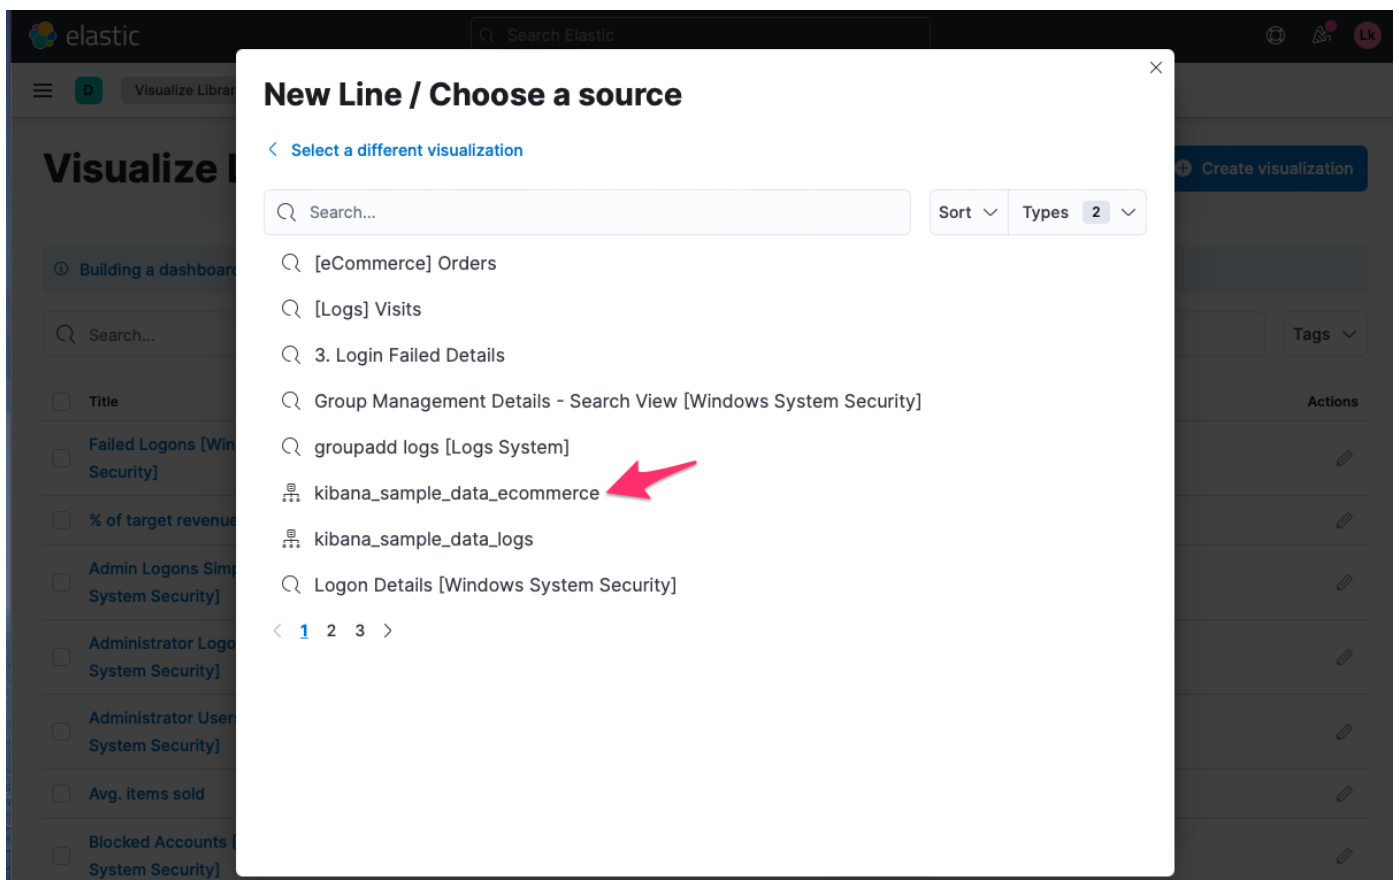 elastic
Search Elastic
Lk
D
Visualize Librar
New Line / Choose a source
Select a different visualization
Visualize L
Create visualization
Search...
Sort
Types 2
[eCommerce] Orders
Building a dashboard
[Logs] Visits
Search...
Tags
3. Login Failed Details
Title
Group Management Details - Search View [Windows System Security]
Actions
Failed Logons [Win
Security]
groupadd logs [Logs System]
kibana_sample_data_ecommerce
% of target revenue
kibana_sample_data_logs
Admin Logons Simp
System Security]
Logon Details [Windows System Security]
1 2 3
Administrator Logo
System Security]
Administrator Users
System Security]
Avg. items sold
Blocked Accounts [
System Security]